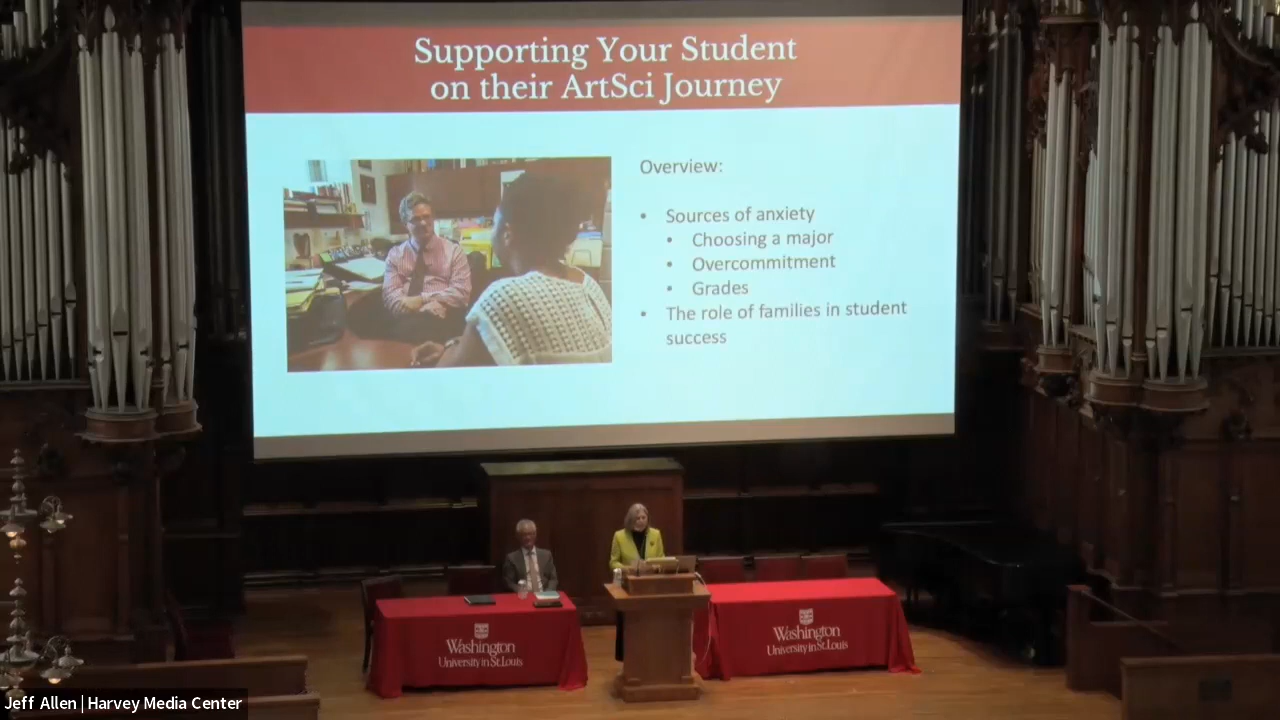 Supporting Your Student
on their ArtSci Journey
Overview:
• Sources of anxiety
• Choosing a major
• Overcommitment
• Grades
• The role of families in student
success
Washington
University in St. Louis
Washington
University in St. Louis
Jeff Allen | Harvey Media Center